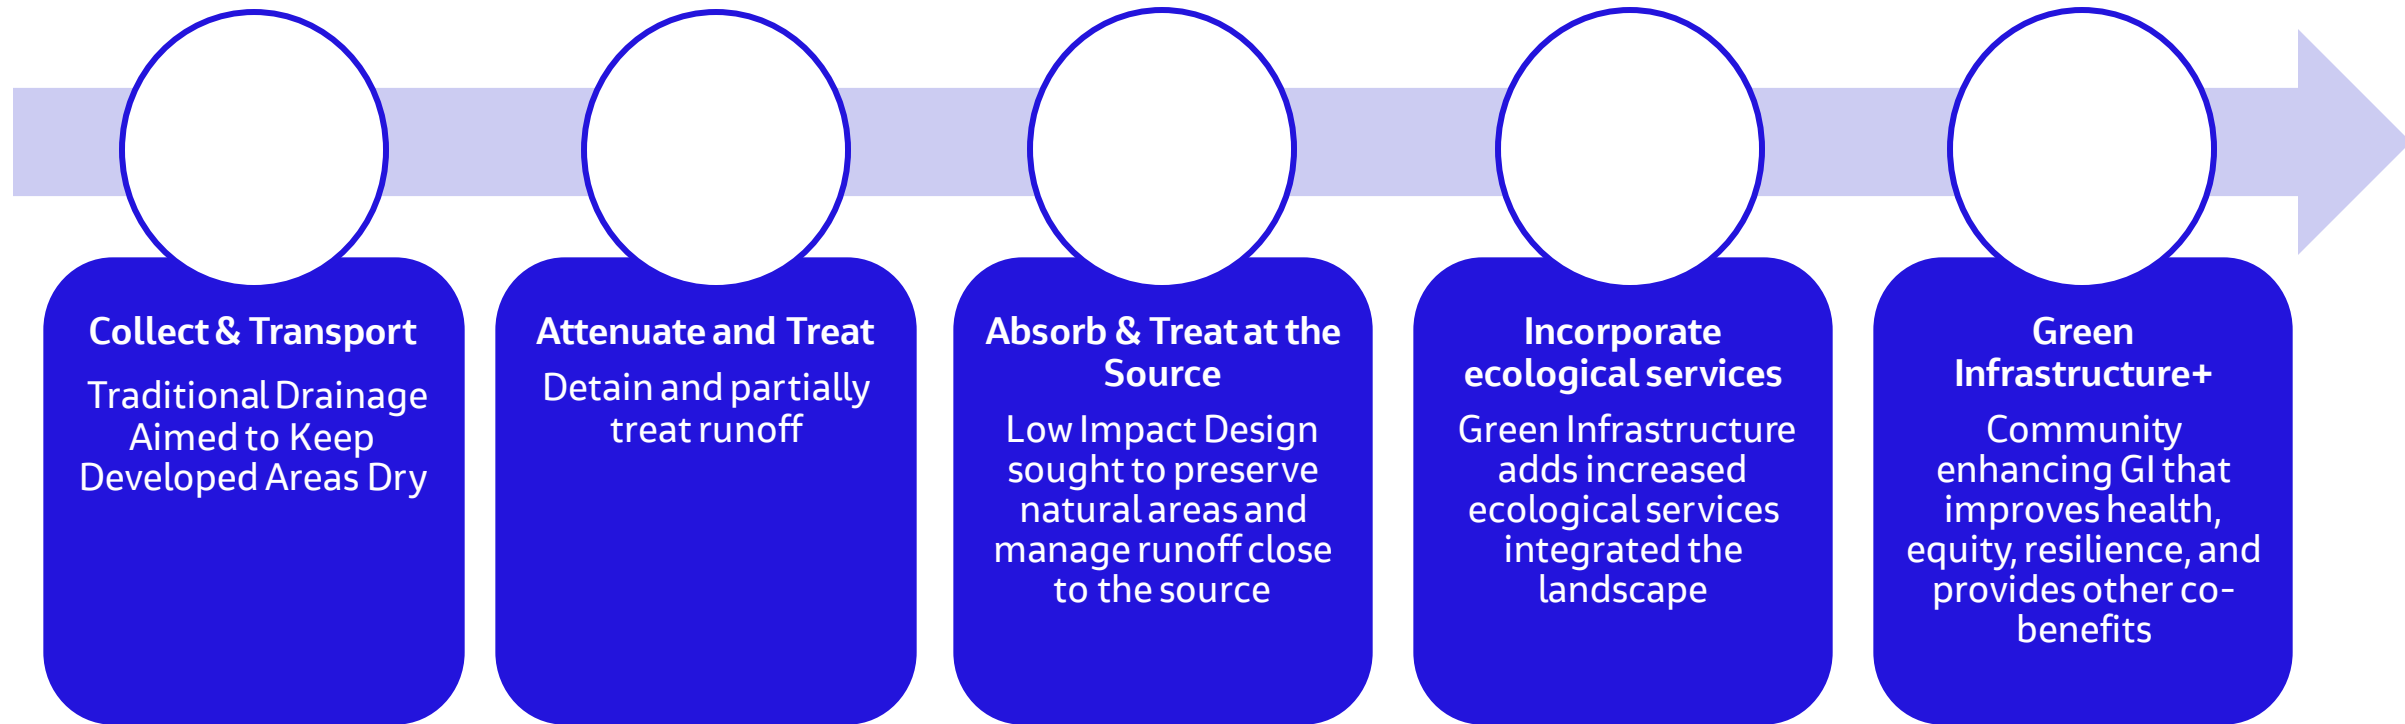 Collect & Transport
Traditional Drainage
Aimed to Keep
Developed Areas Dry
Attenuate and Treat
Detain and partially
treat runoff
Absorb & Treat at the
Source
Low Impact Design
sought to preserve
natural areas and
manage runoff close
to the source
Incorporate
ecological services
Green Infrastructure
adds increased
ecological services
integrated the
landscape
Green
Infrastructure+
Community
enhancing GI that
improves health,
equity, resilience, and
provides other co-
benefits